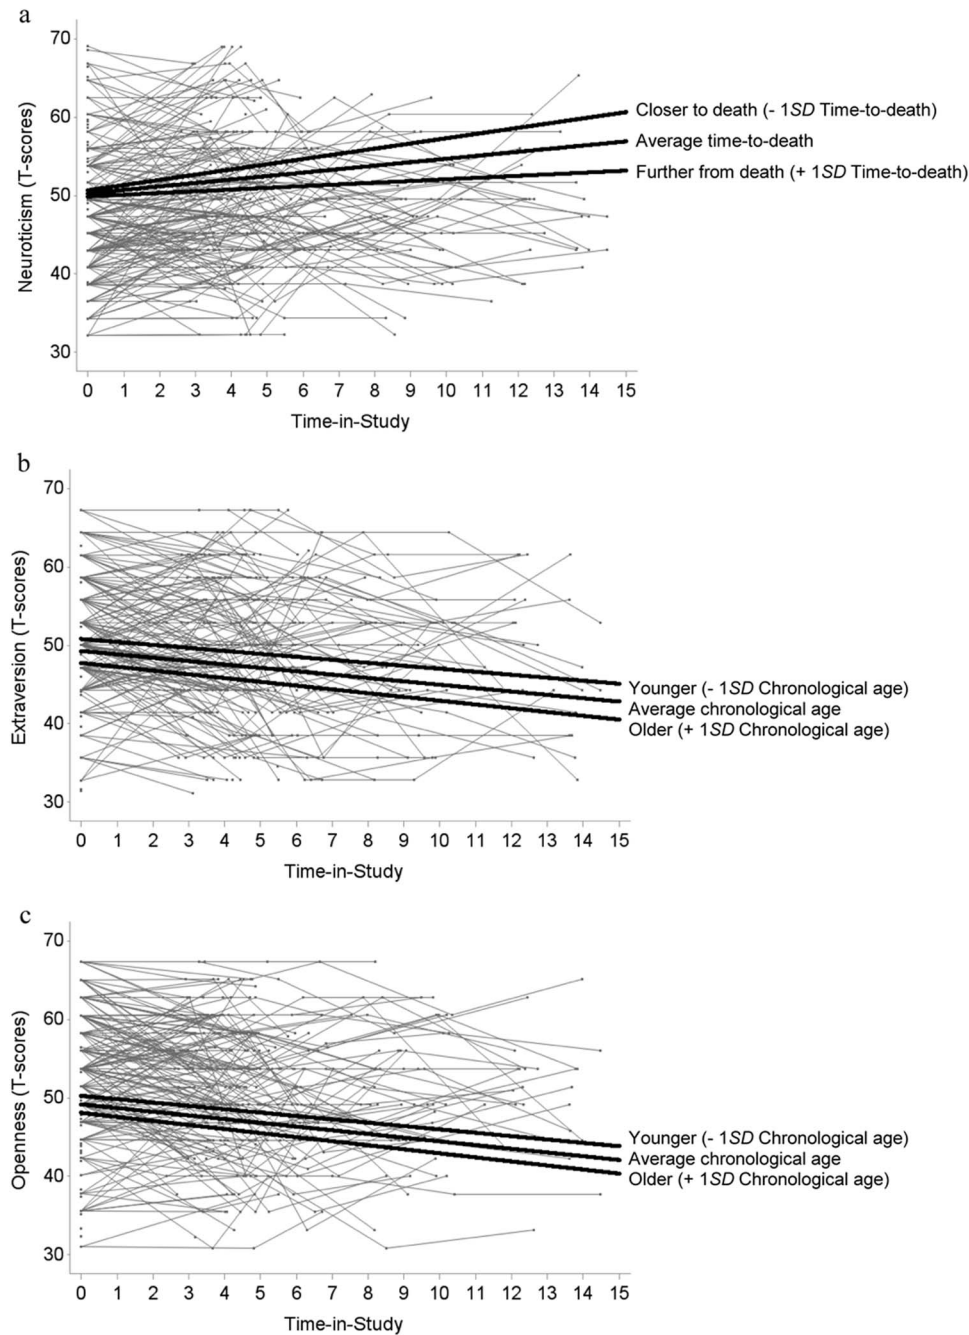 a
70
60
50
40
30
Neuroticism (T-scores)
Closer to death (- 1SD Time-to-death)
Average time-to-death
Further from death (+ 1SD Time-to-death)
0 1 2 3 4 5 6 7 8 9 10 11 12 13 14 15
Time-in-Study
b
70
60
50
40
30
Extraversion (T-scores)
Younger (- 1SD Chronological age)
Average chronological age
Older (+ 1SD Chronological age)
0 1 2 3 4 5 6 7 8 9 10 11 12 13 14 15
Time-in-Study
c
70
60
50
40
30
Openness (T-scores)
Younger (- 1SD Chronological age)
Average chronological age
Older (+ 1SD Chronological age)
0 1 2 3 4 5 6 7 8 9 10 11 12 13 14 15
Time-in-Study